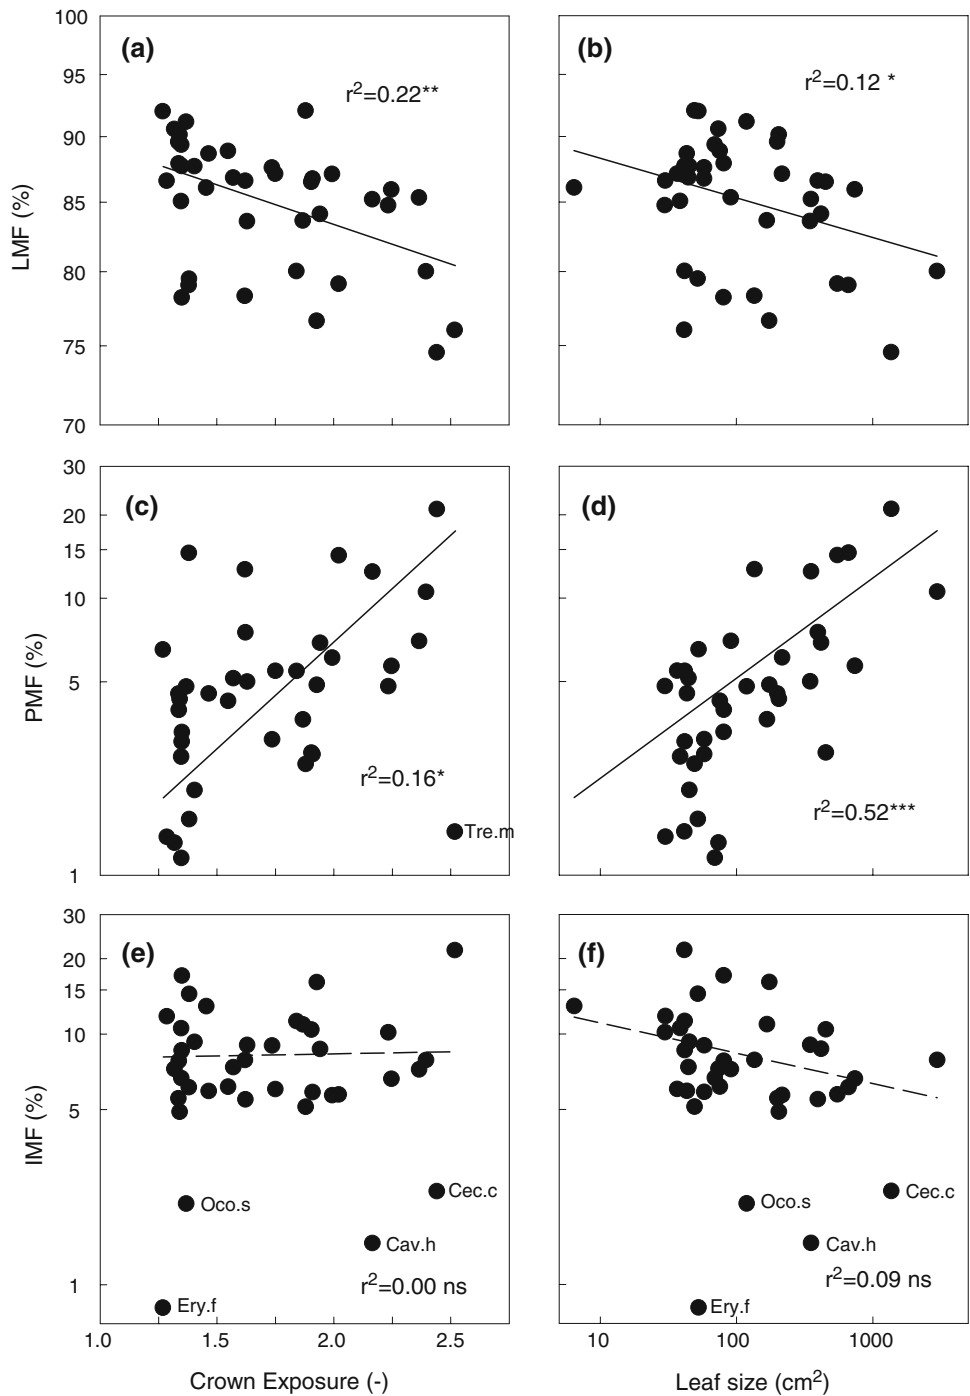 100
95
90
85
80
75
70
LMF (%)
(a)
r²=0.22**
(b)
r²=0.12 *
30
20
15
10
5
1
PMF (%)
(c)
r²=0.16*
Tre.m
(d)
r²=0.52***
30
20
15
10
5
1
IMF (%)
(e)
Oco.s
Cec.c
Cav.h
r²=0.00 ns
Ery.f
(f)
Oco.s
Cec.c
Cav.h
r²=0.09 ns
Ery.f
1.0 1.5 2.0 2.5
10 100 1000
Crown Exposure (-)
Leaf size (cm²)